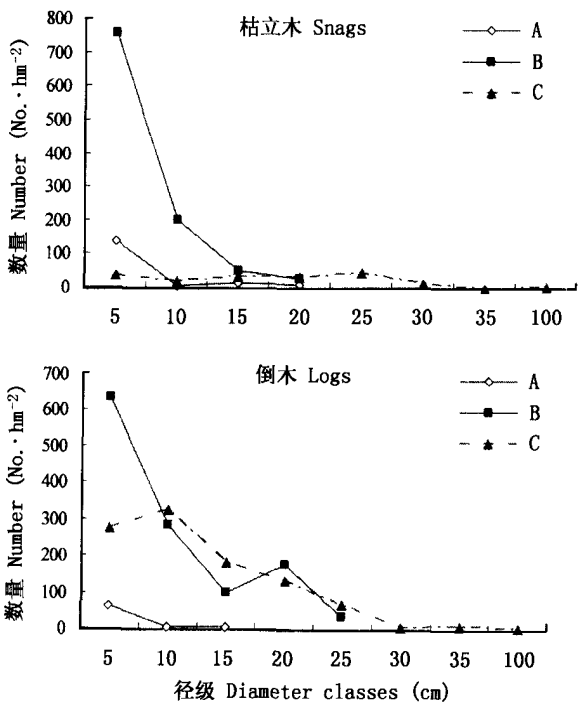 枯立木 Snags
A
B
C
数量 Number (No.·hm⁻²)
800
700
600
500
400
300
200
100
0
5 10 15 20 25 30 35 100
倒木 Logs
A
B
C
数量 Number (No.·hm⁻²)
700
600
500
400
300
200
100
0
5 10 15 20 25 30 35 100
径级 Diameter classes (cm)